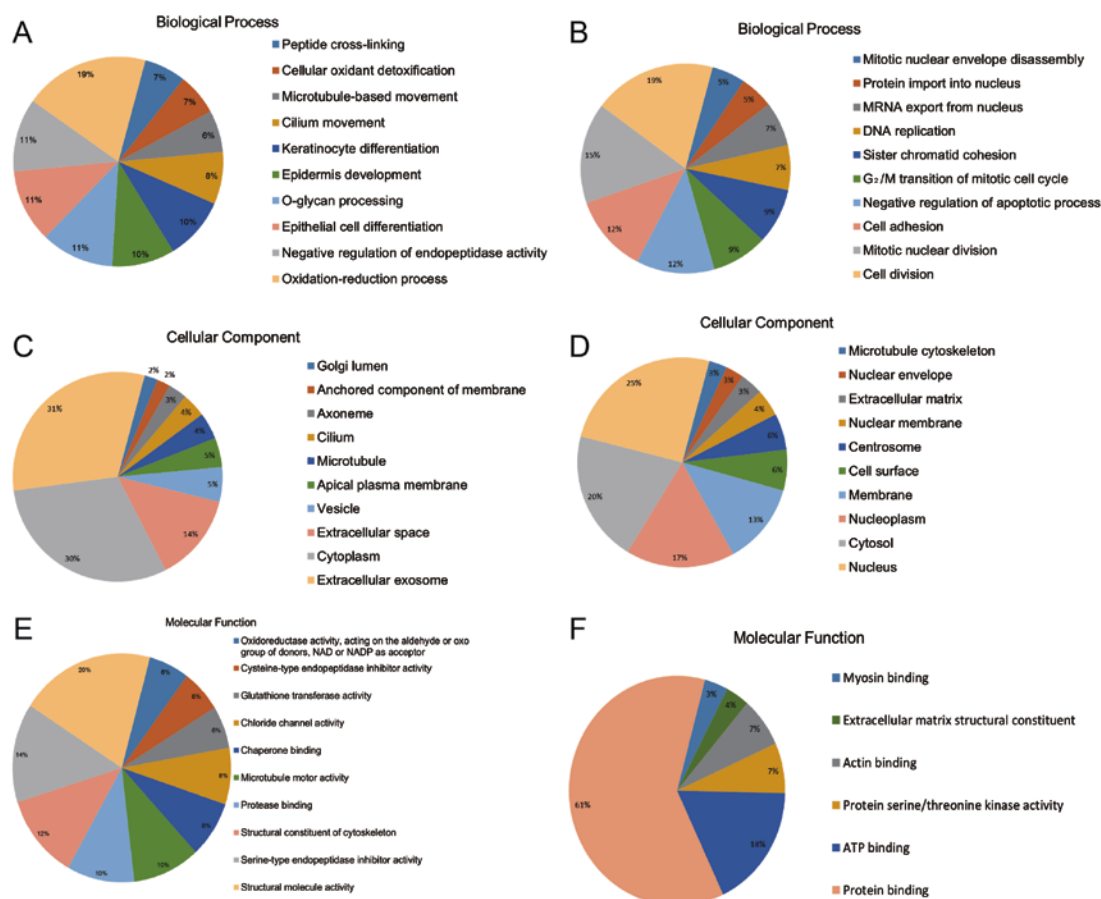 A
Biological Process
19%
7%
7%
6%
8%
10%
10%
11%
11%
11%
Peptide cross-linking
Cellular oxidant detoxification
Microtubule-based movement
Cilium movement
Keratinocyte differentiation
Epidermis development
O-glycan processing
Epithelial cell differentiation
Negative regulation of endopeptidase activity
Oxidation-reduction process
B
Biological Process
19%
5%
5%
7%
7%
9%
9%
12%
12%
15%
Mitotic nuclear envelope disassembly
Protein import into nucleus
MRNA export from nucleus
DNA replication
Sister chromatid cohesion
G₂/M transition of mitotic cell cycle
Negative regulation of apoptotic process
Cell adhesion
Mitotic nuclear division
Cell division
C
Cellular Component
31%
2%
2%
3%
4%
4%
5%
5%
14%
30%
Golgi lumen
Anchored component of membrane
Axoneme
Cilium
Microtubule
Apical plasma membrane
Vesicle
Extracellular space
Cytoplasm
Extracellular exosome
D
Cellular Component
25%
3%
3%
3%
4%
6%
6%
13%
17%
20%
Microtubule cytoskeleton
Nuclear envelope
Extracellular matrix
Nuclear membrane
Centrosome
Cell surface
Membrane
Nucleoplasm
Cytosol
Nucleus
E
Molecular Function
20%
6%
6%
6%
8%
8%
10%
10%
12%
14%
Oxidoreductase activity, acting on the aldehyde or oxo
group of donors, NAD or NADP as acceptor
Cysteine-type endopeptidase inhibitor activity
Glutathione transferase activity
Chloride channel activity
Chaperone binding
Microtubule motor activity
Protease binding
Structural constituent of cytoskeleton
Serine-type endopeptidase inhibitor activity
Structural molecule activity
F
Molecular Function
3%
4%
7%
7%
18%
61%
Myosin binding
Extracellular matrix structural constituent
Actin binding
Protein serine/threonine kinase activity
ATP binding
Protein binding